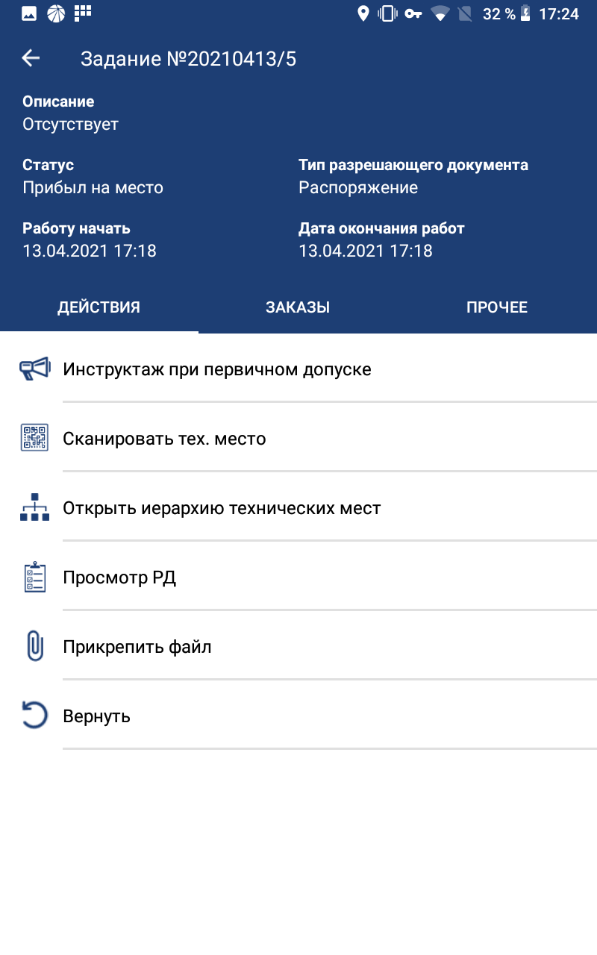 32 % 17:24
Задание №20210413/5
Описание
Отсутствует
Статус
Прибыл на место
Тип разрешающего документа
Распоряжение
Работу начать
13.04.2021 17:18
Дата окончания работ
13.04.2021 17:18
ДЕЙСТВИЯ ЗАКАЗЫ ПРОЧЕЕ
Инструктаж при первичном допуске
Сканировать тех. место
Открыть иерархию технических мест
Просмотр РД
Прикрепить файл
Вернуть